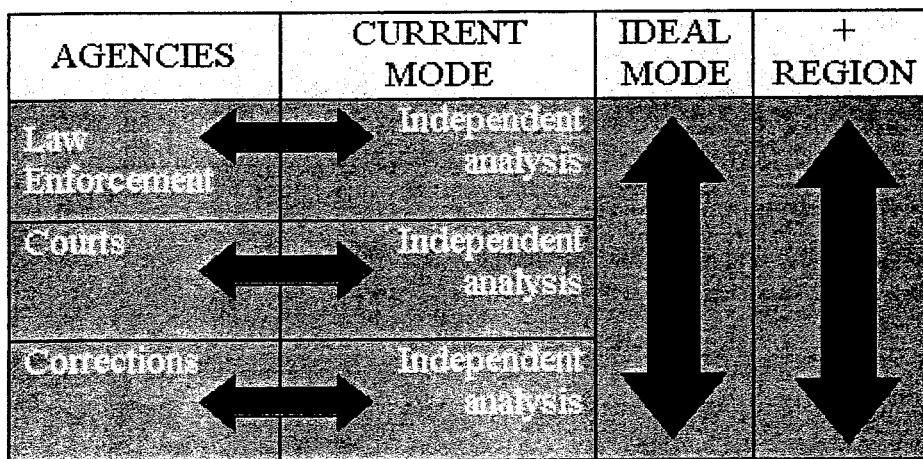 AGENCIES
CURRENT
MODE
IDEAL
MODE
+
REGION
Law
Enforcement
Independent
analysis
Courts
Independent
analysis
Corrections
Independent
analysis